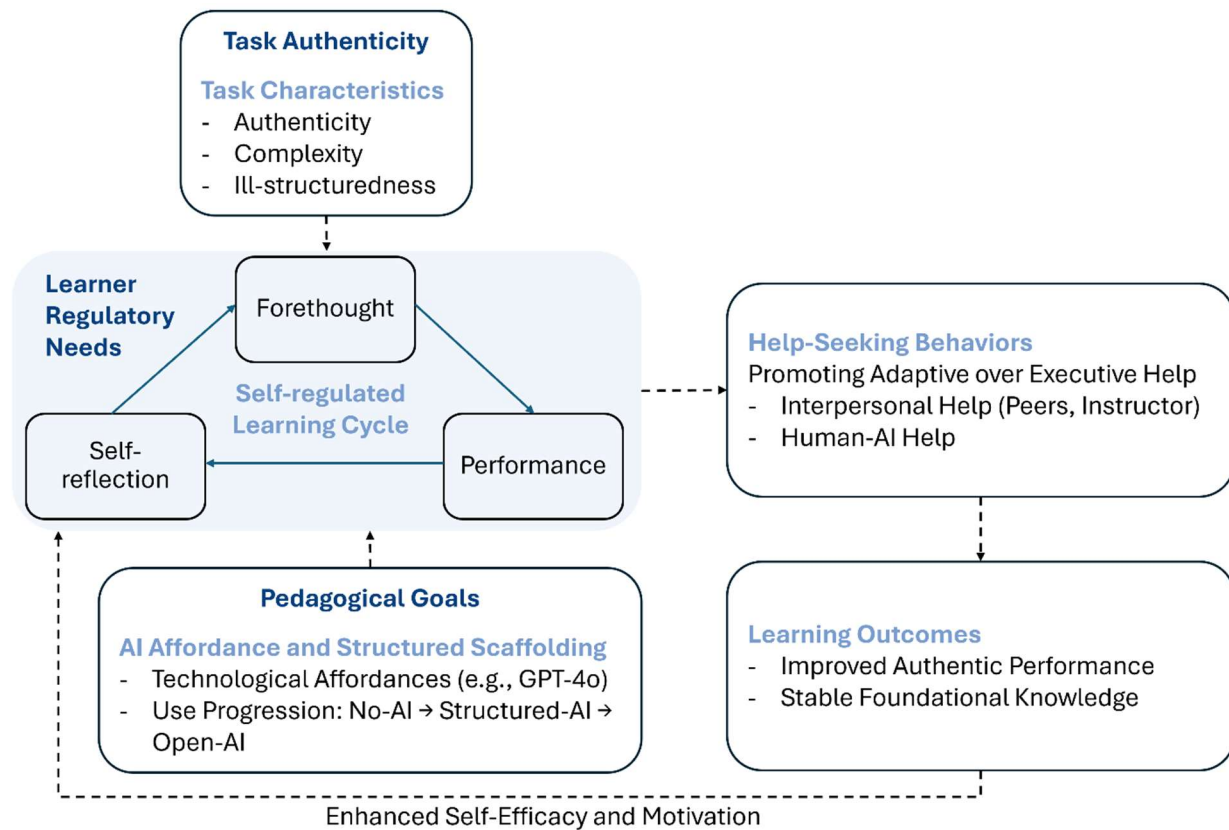 Task Authenticity
Task Characteristics
- Authenticity
- Complexity
- Ill-structuredness
Learner
Regulatory
Needs
Forethought
Self-regulated
Learning Cycle
Self-
reflection
Performance
Help-Seeking Behaviors
Promoting Adaptive over Executive Help
- Interpersonal Help (Peers, Instructor)
- Human-AI Help
Pedagogical Goals
AI Affordance and Structured Scaffolding
- Technological Affordances (e.g., GPT-4o)
- Use Progression: No-AI → Structured-AI →
Open-AI
Learning Outcomes
- Improved Authentic Performance
- Stable Foundational Knowledge
Enhanced Self-Efficacy and Motivation